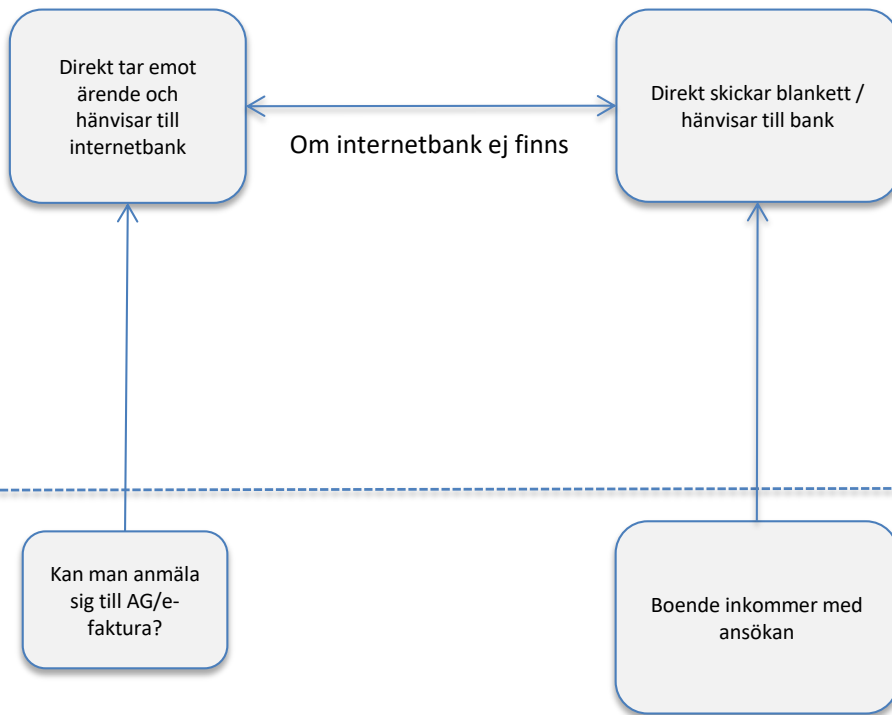 Direkt tar emot
ärende och
hänvisar till
internetbank
Om internetbank ej finns
Direkt skickar blankett /
hänvisar till bank
Kan man anmäla
sig till AG/e-
faktura?
Boende inkommer med
ansökan